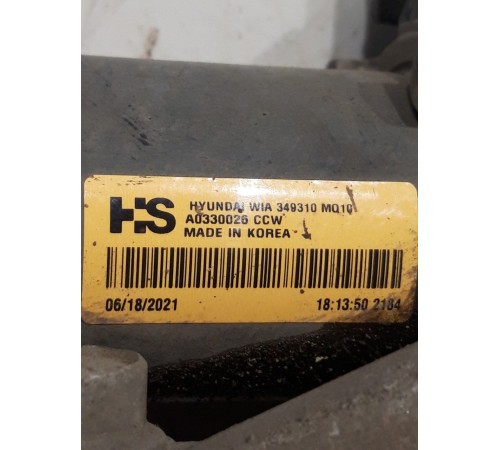 HS
HYUNDAI WIA 349310 MQ10
A0330026 CCW
MADE IN KOREA
06/18/2021 18:13:50 2184